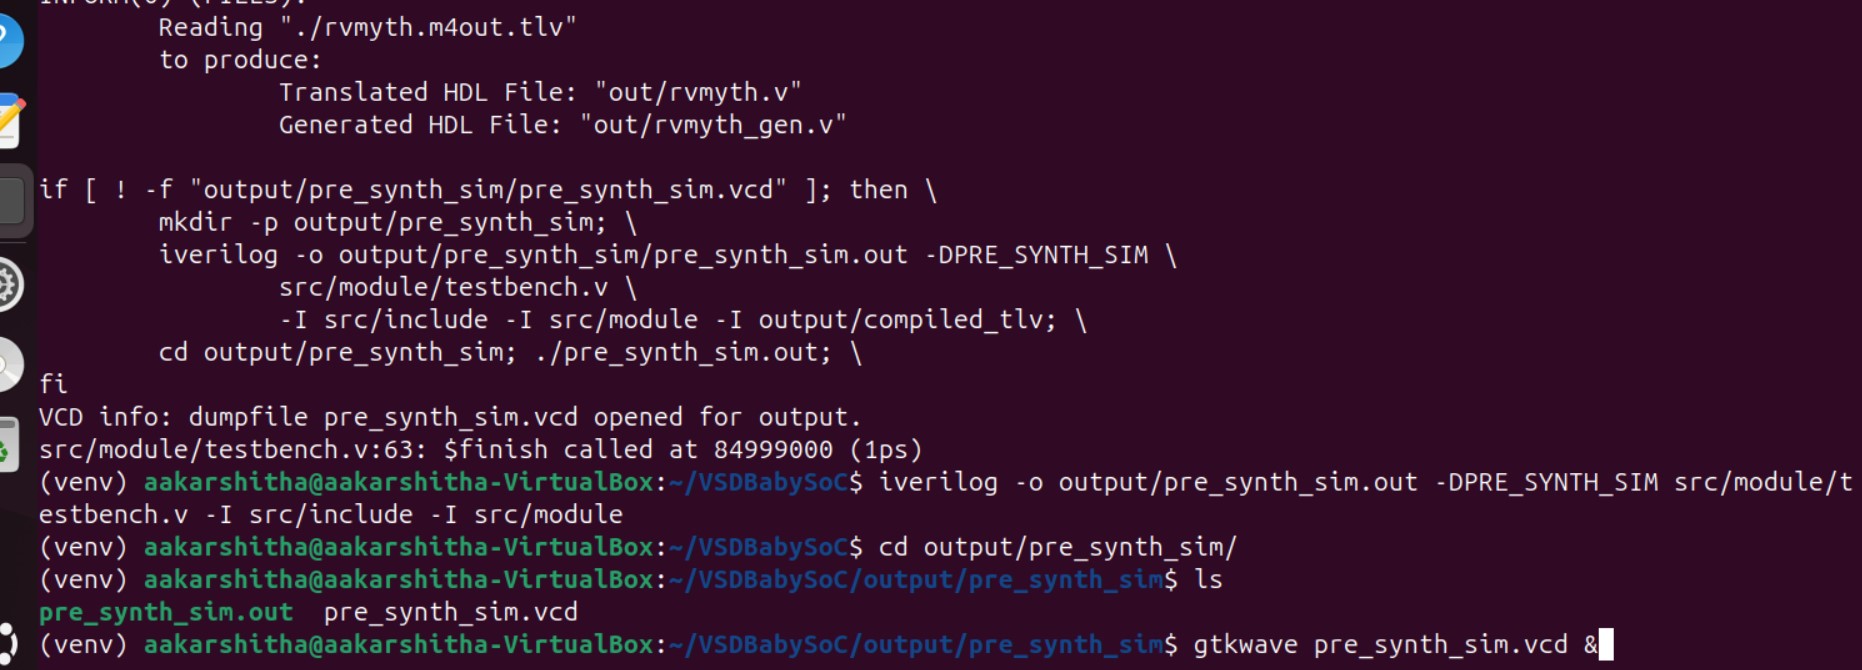 INFORM(0) (FILES):
Reading "./rvmyth.m4out.tlv"
to produce:
Translated HDL File: "out/rvmyth.v"
Generated HDL File: "out/rvmyth_gen.v"
if [ ! -f "output/pre_synth_sim/pre_synth_sim.vcd" ]; then \
mkdir -p output/pre_synth_sim; \
iverilog -o output/pre_synth_sim/pre_synth_sim.out -DPRE_SYNTH_SIM \
src/module/testbench.v \
-I src/include -I src/module -I output/compiled_tlv; \
cd output/pre_synth_sim; ./pre_synth_sim.out; \
fi
VCD info: dumpfile pre_synth_sim.vcd opened for output.
src/module/testbench.v:63: $finish called at 84999000 (1ps)
(venv) aakarshitha@aakarshitha-VirtualBox:~/VSDBabySoC$ iverilog -o output/pre_synth_sim.out -DPRE_SYNTH_SIM src/module/t
estbench.v -I src/include -I src/module
(venv) aakarshitha@aakarshitha-VirtualBox:~/VSDBabySoC$ cd output/pre_synth_sim/
(venv) aakarshitha@aakarshitha-VirtualBox:~/VSDBabySoC/output/pre_synth_sim$ ls
pre_synth_sim.out  pre_synth_sim.vcd
(venv) aakarshitha@aakarshitha-VirtualBox:~/VSDBabySoC/output/pre_synth_sim$ gtkwave pre_synth_sim.vcd &